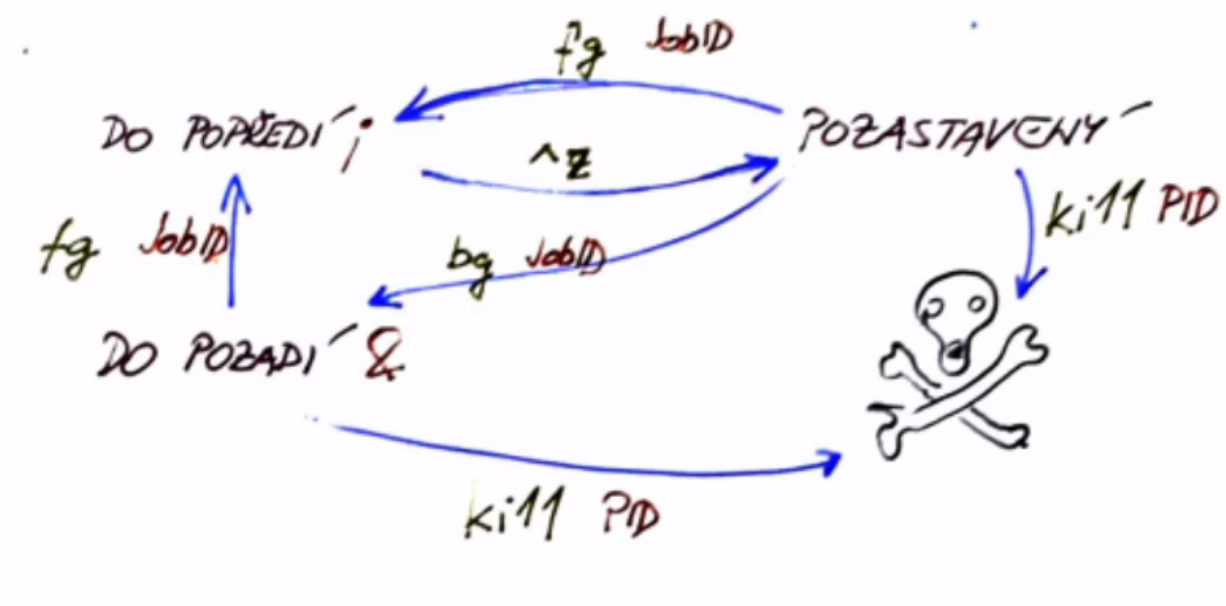 fg JobID
DO POPŘEDÍ ;
^Z
POZASTAVENÝ
kill PID
fg JobID
bg JobID
DO POZADÍ &
kill PID